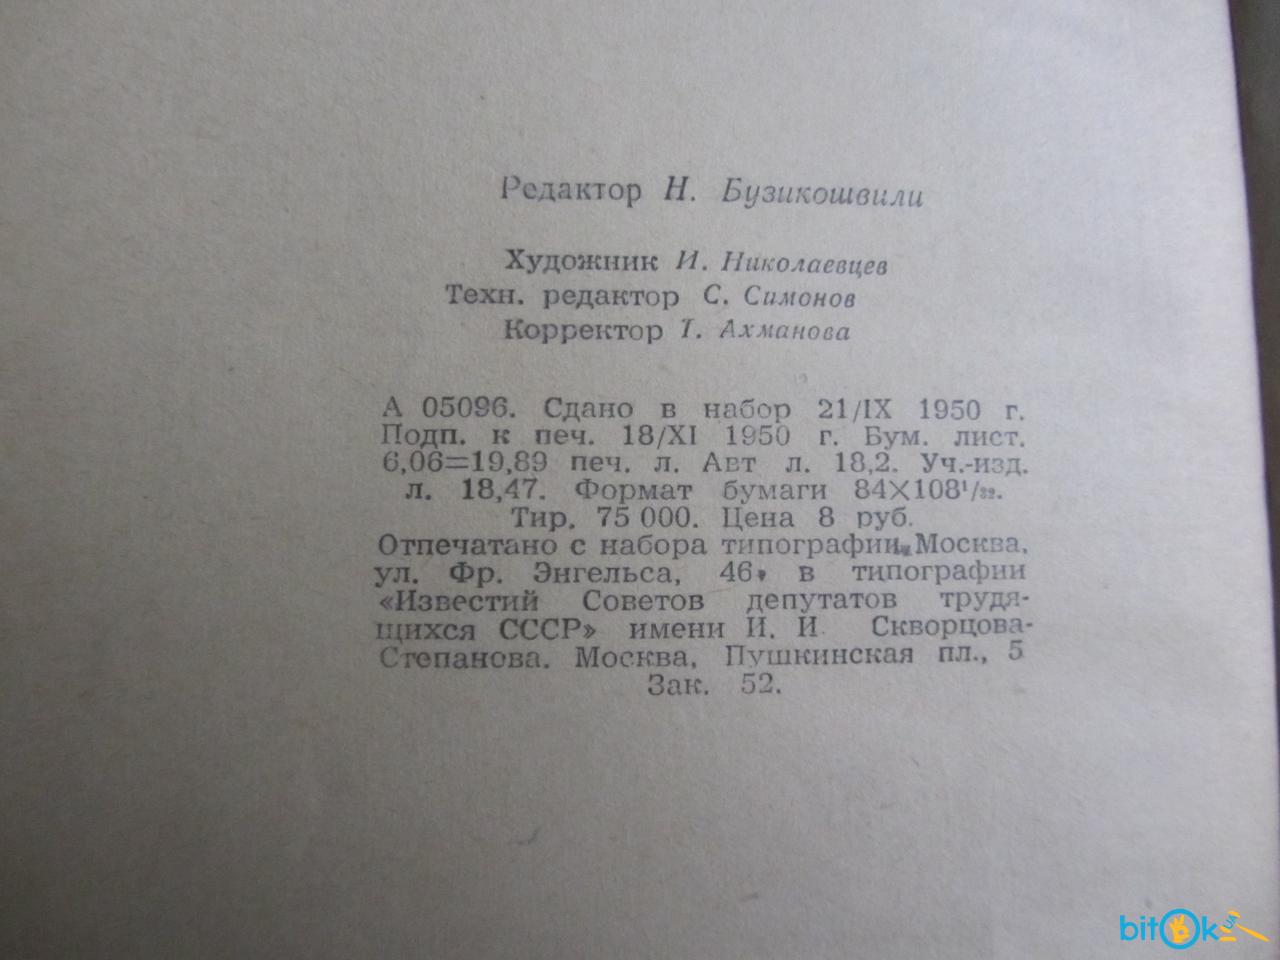 Редактор Н. Бузикошвили
Художник И. Николаевцев
Техн. редактор С. Симонов
Корректор Т. Ахманова
А 05096. Сдано в набор 21/IX 1950 г.
Подп. к печ. 18/XI 1950 г. Бум. лист.
6,06=19,89 печ. л. Авт л. 18,2. Уч.-изд.
л. 18,47. Формат бумаги 84×108¹/₃₂.
Тир. 75 000. Цена 8 руб.
Отпечатано с набора типографии, Москва,
ул. Фр. Энгельса, 46, в типографии
«Известий Советов депутатов трудя-
щихся СССР» имени И. И. Скворцова-
Степанова. Москва, Пушкинская пл., 5
Зак. 52.
bitOk UA